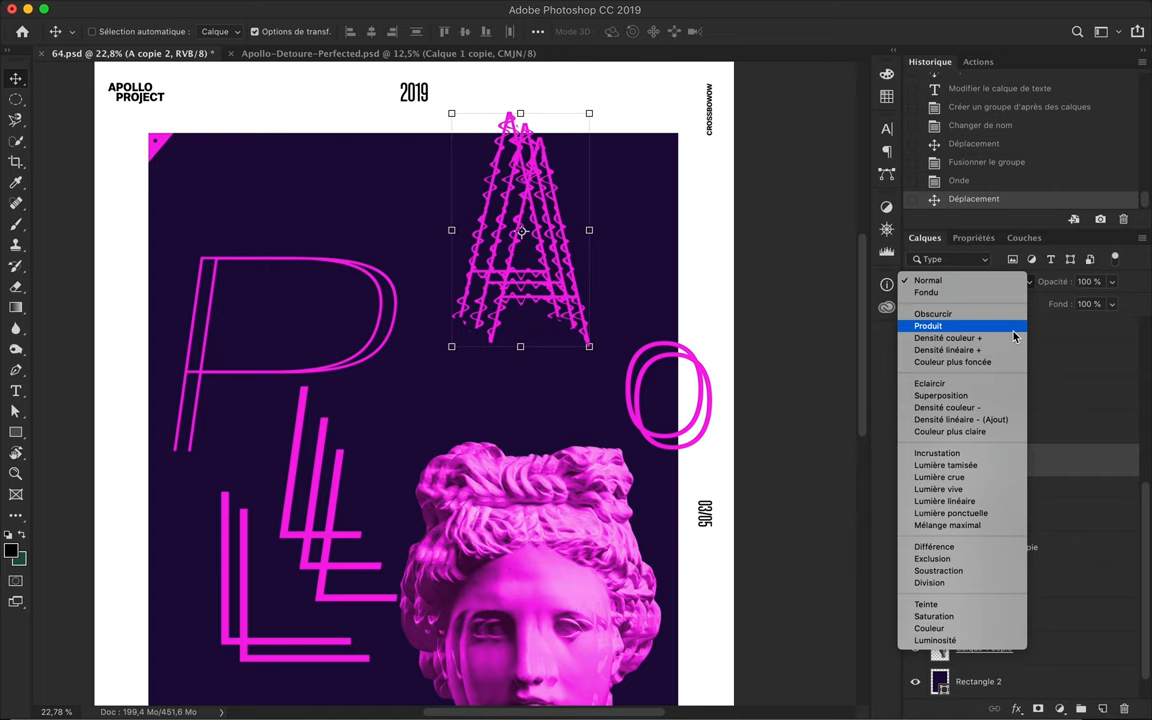 Adobe Photoshop CC 2019
Sélection automatique : Calque Options de transf. Mode 3D :
64.psd @ 22,8% (A copie 2, RVB/8) * Apollo-Detoure-Perfected.psd @ 12,5% (Calque 1 copie, CMJN/8)
APOLLO
PROJECT
2019
CROSSBOWOW
A
P
O
L
L
03/05
Historique Actions
Modifier le calque de texte
Créer un groupe d'après des calques
Changer de nom
Déplacement
Fusionner le groupe
Onde
Déplacement
Calques Propriétés Couches
Type
Opacité : 100 %
Fond : 100 %
Normal
Fondu
Obscurcir
Produit
Densité couleur +
Densité linéaire +
Couleur plus foncée
Eclaircir
Superposition
Densité couleur -
Densité linéaire - (Ajout)
Couleur plus claire
Incrustation
Lumière tamisée
Lumière crue
Lumière vive
Lumière linéaire
Lumière ponctuelle
Mélange maximal
Différence
Exclusion
Soustraction
Division
Teinte
Saturation
Couleur
Luminosité
Rectangle 2
22,78 % Doc : 199,4 Mo/451,6 Mo